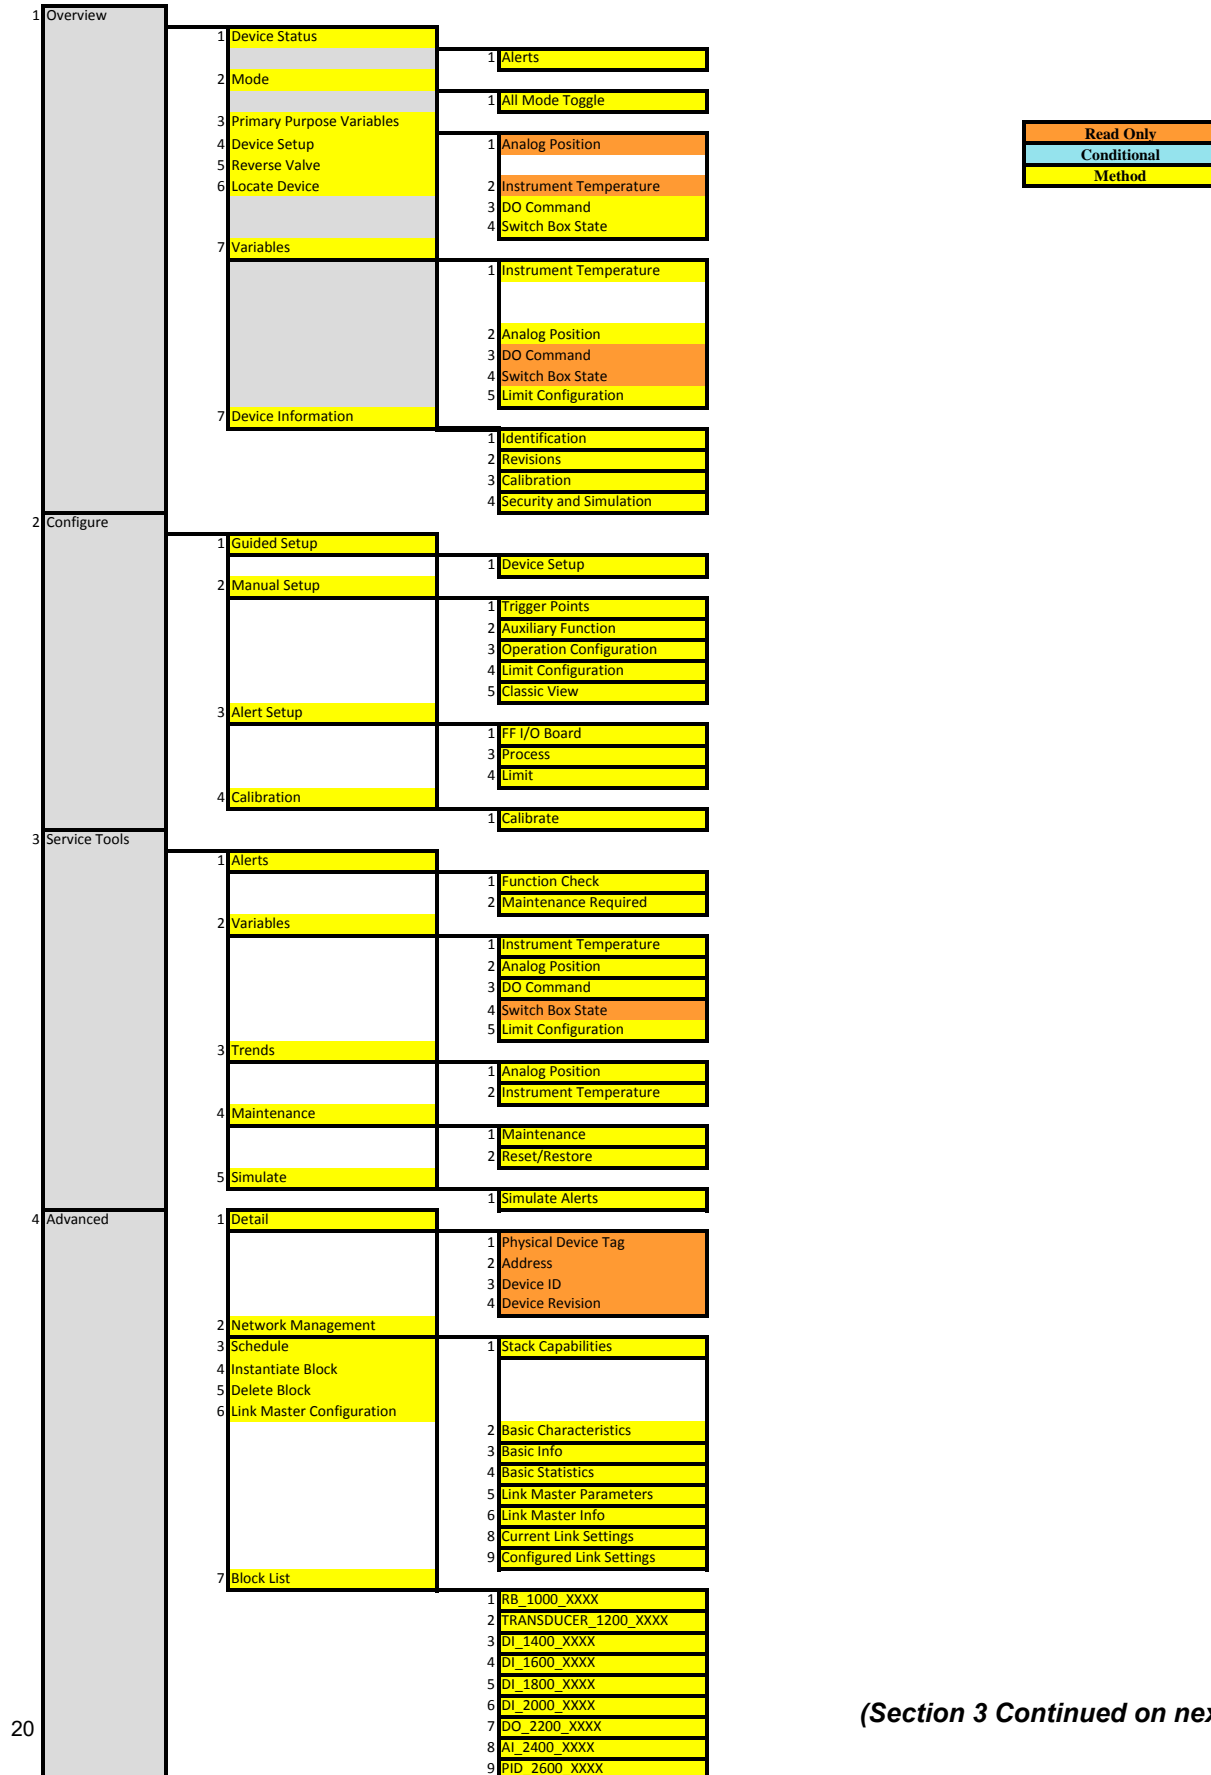 1 Overview
1 Device Status
1 Alerts
2 Mode
1 All Mode Toggle
3 Primary Purpose Variables
Read Only
4 Device Setup 1 Analog Position
Conditional
5 Reverse Valve
Method
6 Locate Device 2 Instrument Temperature
3 DO Command
4 Switch Box State
7 Variables
1 Instrument Temperature
2 Analog Position
3 DO Command
4 Switch Box State
5 Limit Configuration
7 Device Information
1 Identification
2 Revisions
3 Calibration
4 Security and Simulation
2 Configure
1 Guided Setup
1 Device Setup
2 Manual Setup
1 Trigger Points
2 Auxiliary Function
3 Operation Configuration
4 Limit Configuration
5 Classic View
3 Alert Setup
1 FF I/O Board
3 Process
4 Limit
4 Calibration
1 Calibrate
3 Service Tools
1 Alerts
1 Function Check
2 Maintenance Required
2 Variables
1 Instrument Temperature
2 Analog Position
3 DO Command
4 Switch Box State
5 Limit Configuration
3 Trends
1 Analog Position
2 Instrument Temperature
4 Maintenance
1 Maintenance
2 Reset/Restore
5 Simulate
1 Simulate Alerts
4 Advanced 1 Detail
1 Physical Device Tag
2 Address
3 Device ID
4 Device Revision
2 Network Management
3 Schedule 1 Stack Capabilities
4 Instantiate Block
5 Delete Block
6 Link Master Configuration
2 Basic Characteristics
3 Basic Info
4 Basic Statistics
5 Link Master Parameters
6 Link Master Info
8 Current Link Settings
9 Configured Link Settings
7 Block List
1 RB_1000_XXXX
2 TRANSDUCER_1200_XXXX
3 DI_1400_XXXX
4 DI_1600_XXXX
5 DI_1800_XXXX
6 DI_2000_XXXX
7 DO_2200_XXXX
8 AI_2400_XXXX
9 PID_2600_XXXX
(Section 3 Continued on nex
20